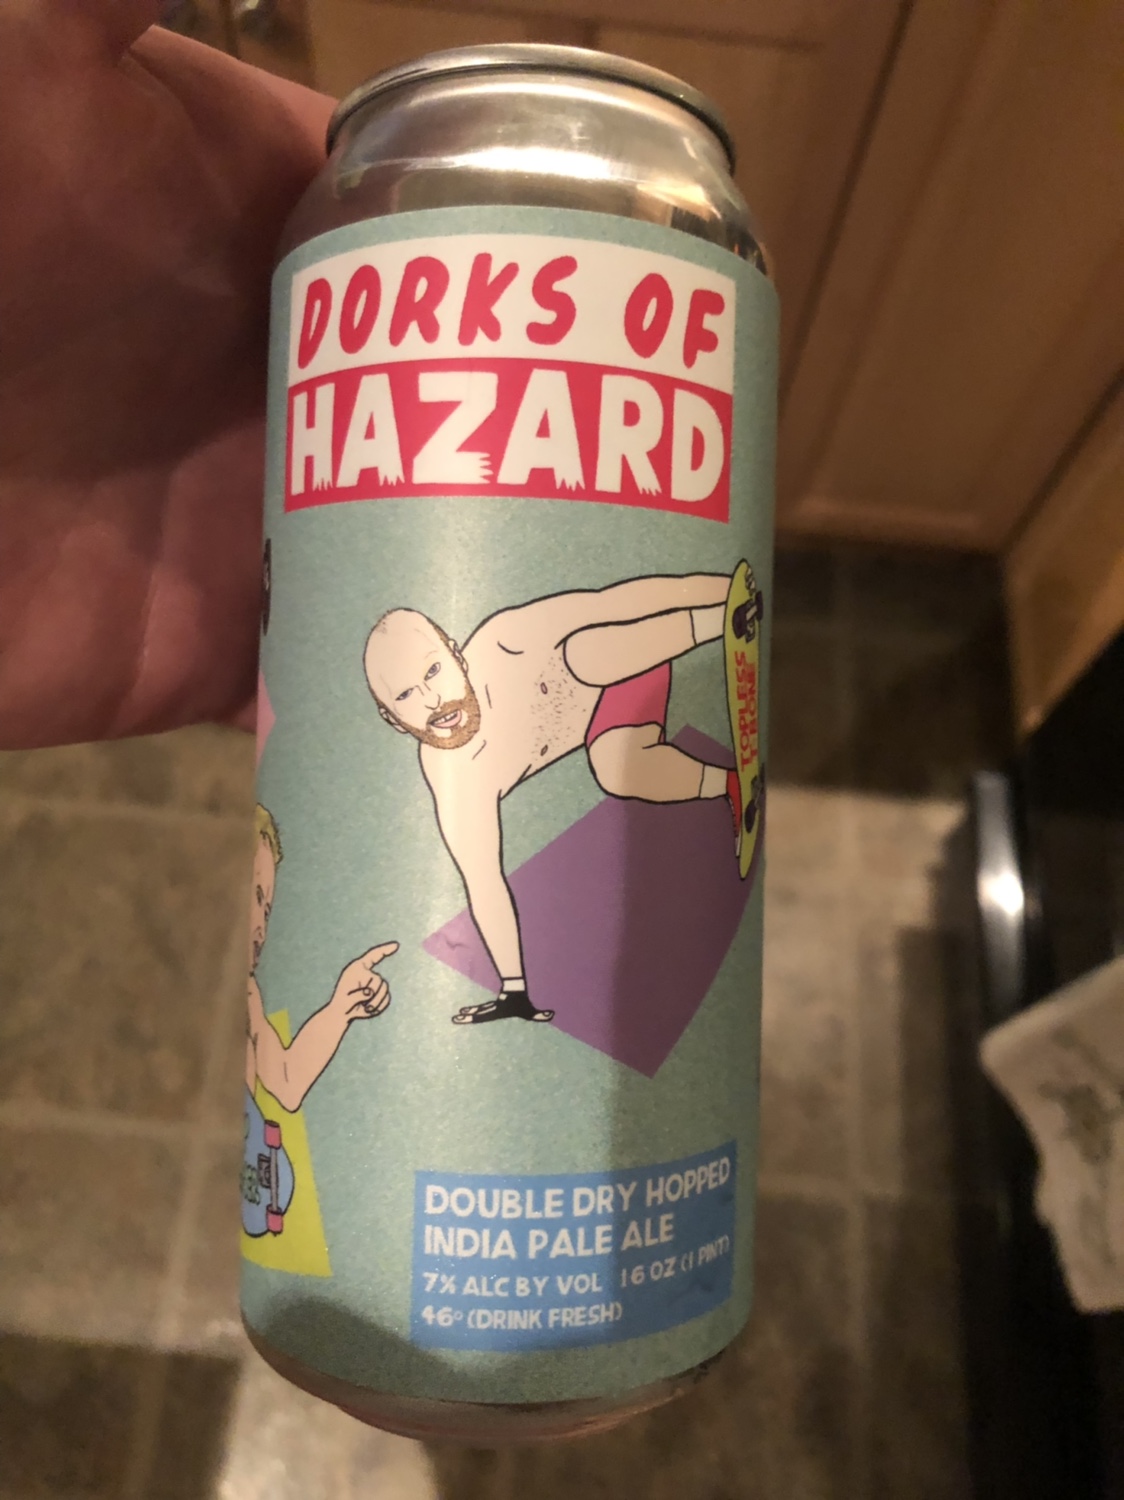 DORKS OF
HAZARD
TOPLESS
T-BONE
DOUBLE DRY HOPPED
INDIA PALE ALE
7% ALC BY VOL 16 OZ (1 PINT)
46° (DRINK FRESH)